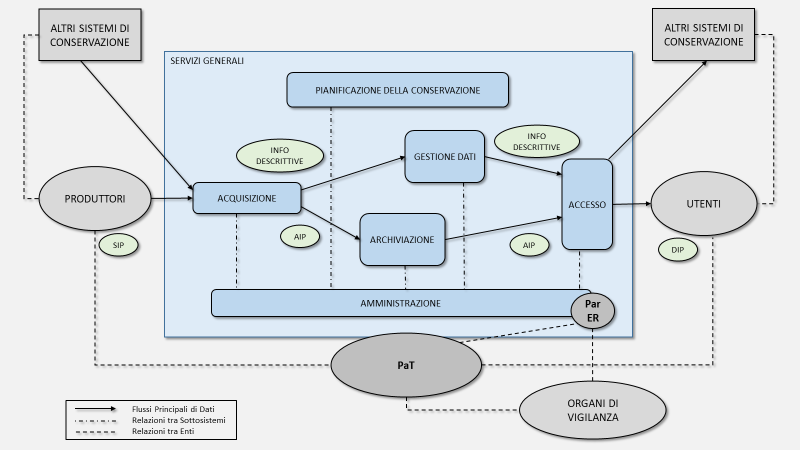 ALTRI SISTEMI DI
CONSERVAZIONE
ALTRI SISTEMI DI
CONSERVAZIONE
SERVIZI GENERALI
PIANIFICAZIONE DELLA CONSERVAZIONE
INFO
DESCRITTIVE
GESTIONE DATI
INFO
DESCRITTIVE
PRODUTTORI
ACQUISIZIONE
ACCESSO
UTENTI
SIP
AIP
ARCHIVIAZIONE
AIP
DIP
AMMINISTRAZIONE
Par
ER
PaT
ORGANI DI
VIGILANZA
Flussi Principali di Dati
Relazioni tra Sottosistemi
Relazioni tra Enti